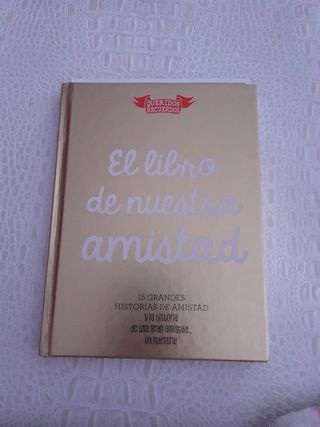 QUERIDOS
RECUERDOS
El libro
de nuestra
amistad
15 GRANDES
HISTORIAS DE AMISTAD
y la historia
de una gran amistad...
¡la nuestra!